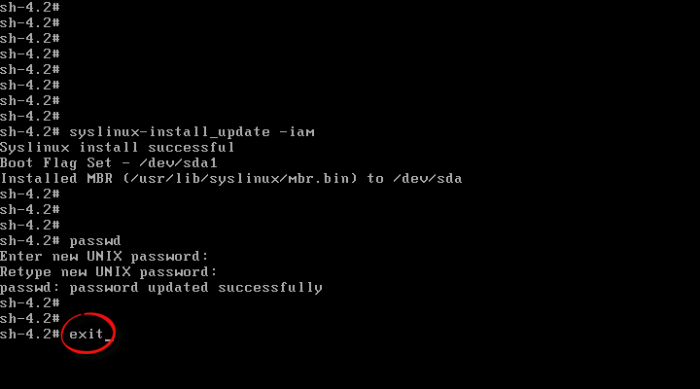 sh-4.2#
sh-4.2#
sh-4.2#
sh-4.2#
sh-4.2#
sh-4.2#
sh-4.2#
sh-4.2#
sh-4.2# syslinux-install_update -iam
Syslinux install successful
Boot Flag Set - /dev/sda1
Installed MBR (/usr/lib/syslinux/mbr.bin) to /dev/sda
sh-4.2#
sh-4.2#
sh-4.2#
sh-4.2# passwd
Enter new UNIX password:
Retype new UNIX password:
passwd: password updated successfully
sh-4.2#
sh-4.2#
sh-4.2# exit_